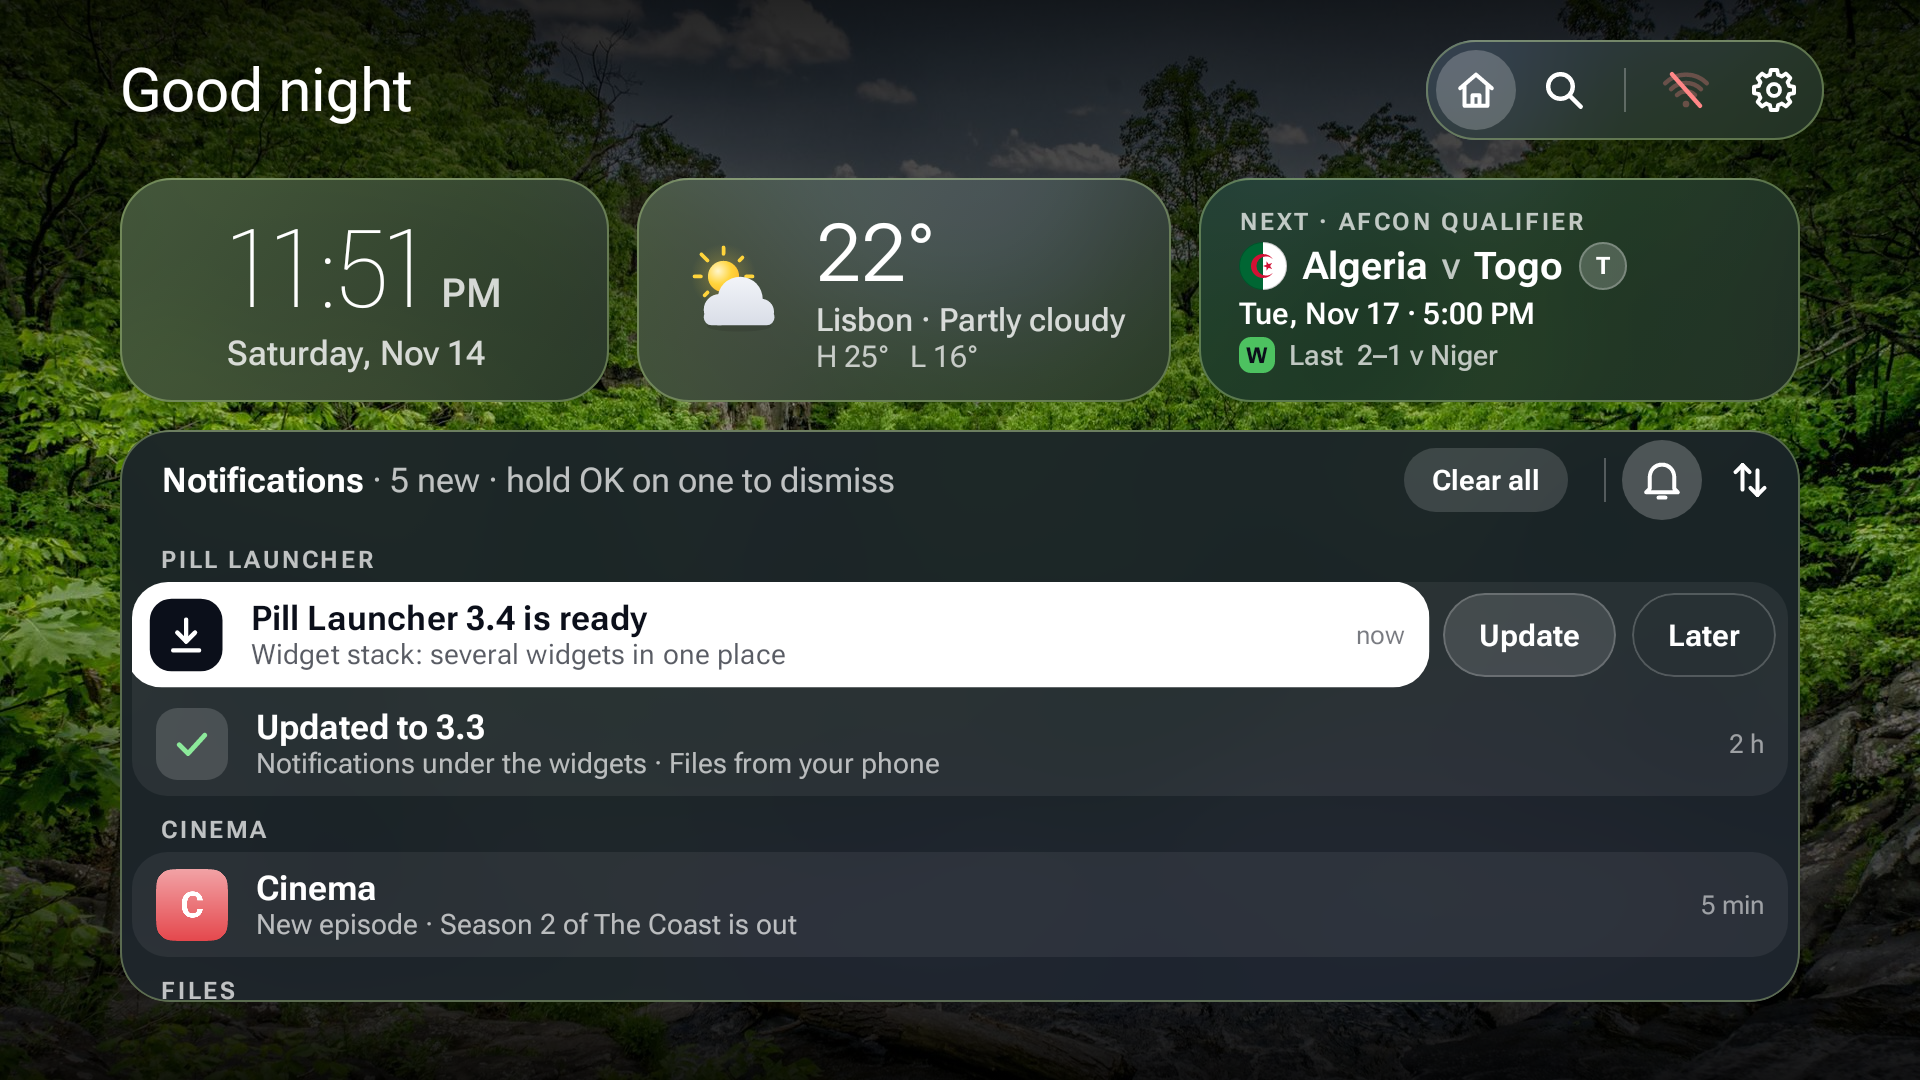 Good night
11:51 PM
Saturday, Nov 14
22°
Lisbon · Partly cloudy
H 25° L 16°
NEXT · AFCON QUALIFIER
Algeria v Togo T
Tue, Nov 17 · 5:00 PM
W Last 2–1 v Niger
Notifications · 5 new · hold OK on one to dismiss
Clear all
PILL LAUNCHER
Pill Launcher 3.4 is ready
Widget stack: several widgets in one place
now
Update
Later
Updated to 3.3
Notifications under the widgets · Files from your phone
2 h
CINEMA
C
Cinema
New episode · Season 2 of The Coast is out
5 min
FILES